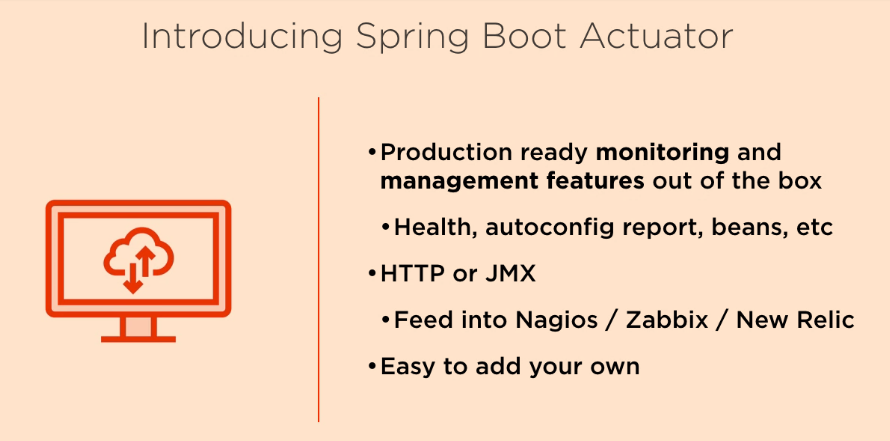 Introducing Spring Boot Actuator
•Production ready monitoring and
management features out of the box
•Health, autoconfig report, beans, etc
•HTTP or JMX
•Feed into Nagios / Zabbix / New Relic
•Easy to add your own